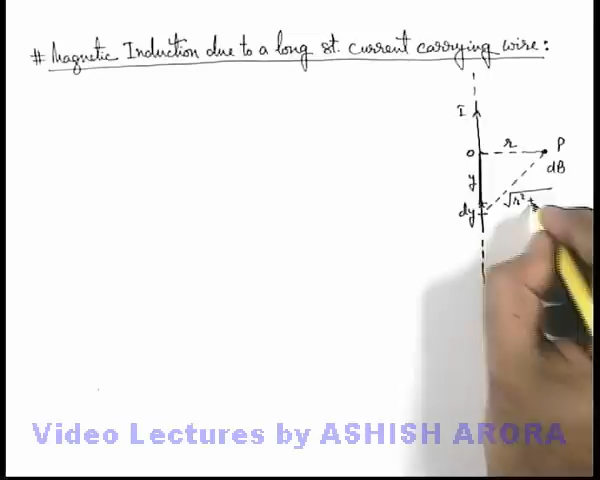 # Magnetic Induction due to a long st. current carrying wire:
I
O r P
y dB
dy √r² +
Video Lectures by ASHISH ARORA